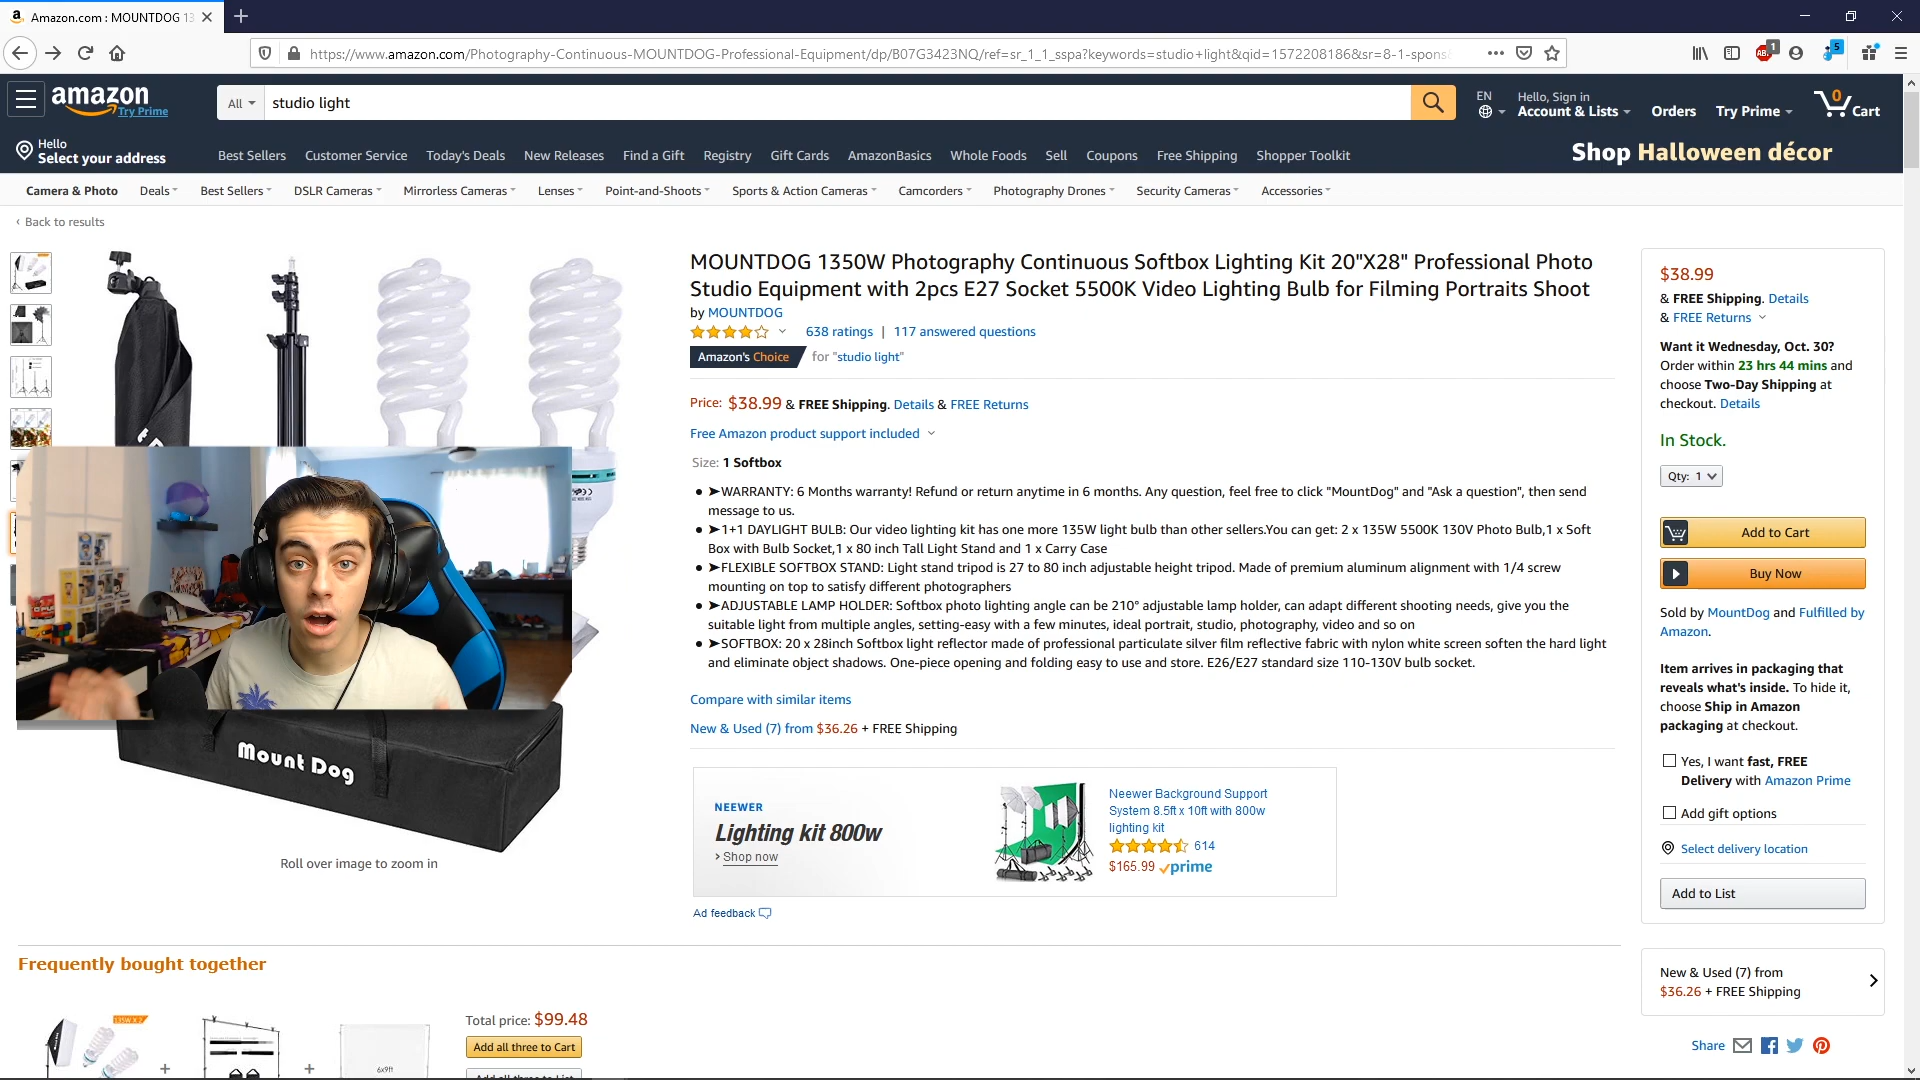 Amazon.com : MOUNTDOG 13
https://www.amazon.com/Photography-Continuous-MOUNTDOG-Professional-Equipment/dp/B07G3423NQ/ref=sr_1_1_sspa?keywords=studio+light&qid=1572208186&sr=8-1-spons
1
5
amazon
Try Prime
All
studio light
EN
Hello, Sign in
Account & Lists
Orders
Try Prime
0
Cart
Hello
Select your address
Best Sellers
Customer Service
Today's Deals
New Releases
Find a Gift
Registry
Gift Cards
AmazonBasics
Whole Foods
Sell
Coupons
Free Shipping
Shopper Toolkit
Shop Halloween décor
Camera & Photo
Deals
Best Sellers
DSLR Cameras
Mirrorless Cameras
Lenses
Point-and-Shoots
Sports & Action Cameras
Camcorders
Photography Drones
Security Cameras
Accessories
‹ Back to results
Mount Dog
Roll over image to zoom in
MOUNTDOG 1350W Photography Continuous Softbox Lighting Kit 20"X28" Professional Photo
Studio Equipment with 2pcs E27 Socket 5500K Video Lighting Bulb for Filming Portraits Shoot
by MOUNTDOG
638 ratings | 117 answered questions
Amazon's Choice for "studio light"
Price: $38.99 & FREE Shipping. Details & FREE Returns
Free Amazon product support included
Size: 1 Softbox
● ➤WARRANTY: 6 Months warranty! Refund or return anytime in 6 months. Any question, feel free to click "MountDog" and "Ask a question", then send
message to us.
● ➤1+1 DAYLIGHT BULB: Our video lighting kit has one more 135W light bulb than other sellers.You can get: 2 x 135W 5500K 130V Photo Bulb,1 x Soft
Box with Bulb Socket,1 x 80 inch Tall Light Stand and 1 x Carry Case
● ➤FLEXIBLE SOFTBOX STAND: Light stand tripod is 27 to 80 inch adjustable height tripod. Made of premium aluminum alignment with 1/4 screw
mounting on top to satisfy different photographers
● ➤ADJUSTABLE LAMP HOLDER: Softbox photo lighting angle can be 210° adjustable lamp holder, can adapt different shooting needs, give you the
suitable light from multiple angles, setting-easy with a few minutes, ideal portrait, studio, photography, video and so on
● ➤SOFTBOX: 20 x 28inch Softbox light reflector made of professional particulate silver film reflective fabric with nylon white screen soften the hard light
and eliminate object shadows. One-piece opening and folding easy to use and store. E26/E27 standard size 110-130V bulb socket.
Compare with similar items
New & Used (7) from $36.26 + FREE Shipping
NEEWER
Lighting kit 800w
› Shop now
Neewer Background Support
System 8.5ft x 10ft with 800w
lighting kit
614
$165.99 prime
Ad feedback
$38.99
& FREE Shipping. Details
& FREE Returns
Want it Wednesday, Oct. 30?
Order within 23 hrs 44 mins and
choose Two-Day Shipping at
checkout. Details
In Stock.
Qty: 1
Add to Cart
Buy Now
Sold by MountDog and Fulfilled by
Amazon.
Item arrives in packaging that
reveals what's inside. To hide it,
choose Ship in Amazon
packaging at checkout.
Yes, I want fast, FREE
Delivery with Amazon Prime
Add gift options
Select delivery location
Add to List
New & Used (7) from
$36.26 + FREE Shipping
Share
Frequently bought together
135W X 2
6x9ft
Total price: $99.48
Add all three to Cart
Add all three to List